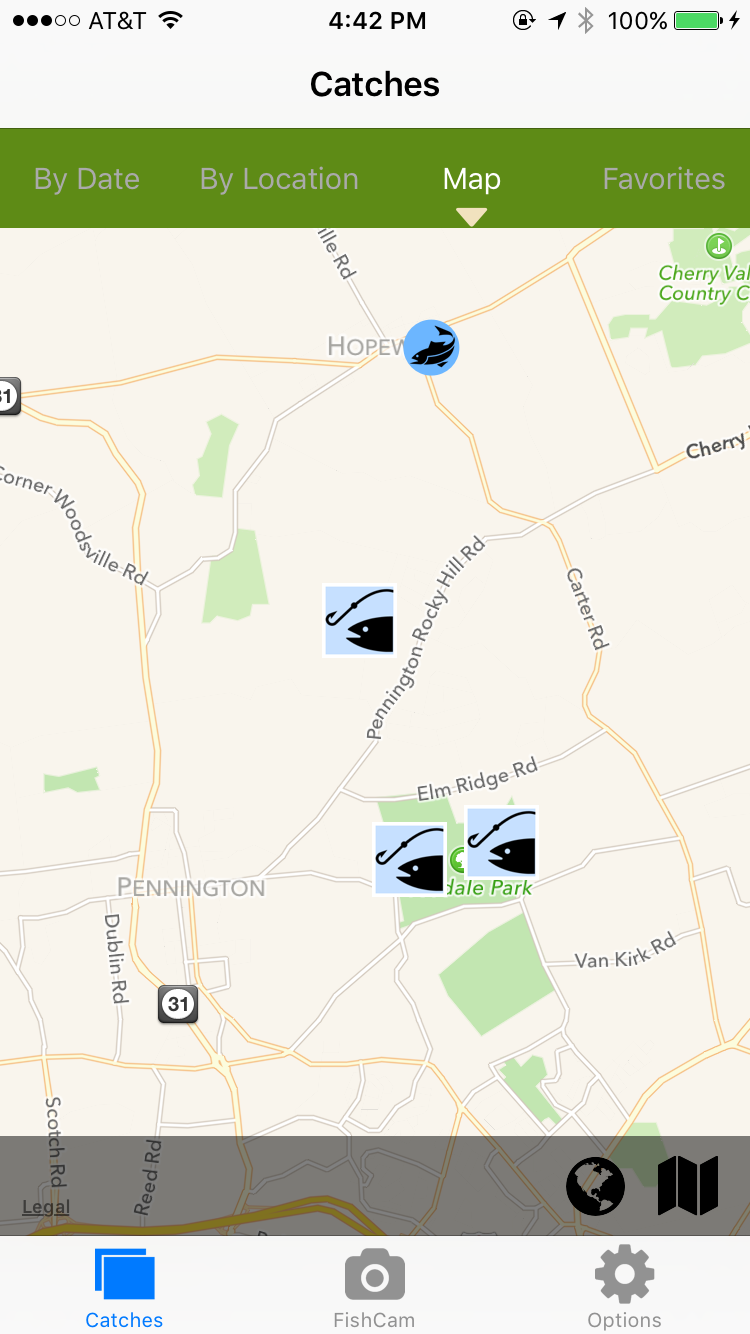 AT&T 4:42 PM 100%
Catches
By Date By Location Map Favorites
ille Rd
Cherry Val
Country C
HOPEW
31
Cherry
Corner Woodsville Rd
Pennington-Rocky Hill Rd
Carter Rd
Elm Ridge Rd
PENNINGTON
dale Park
Dublin Rd
Van Kirk Rd
31
Scotch Rd
Reed Rd
Legal
Catches FishCam Options